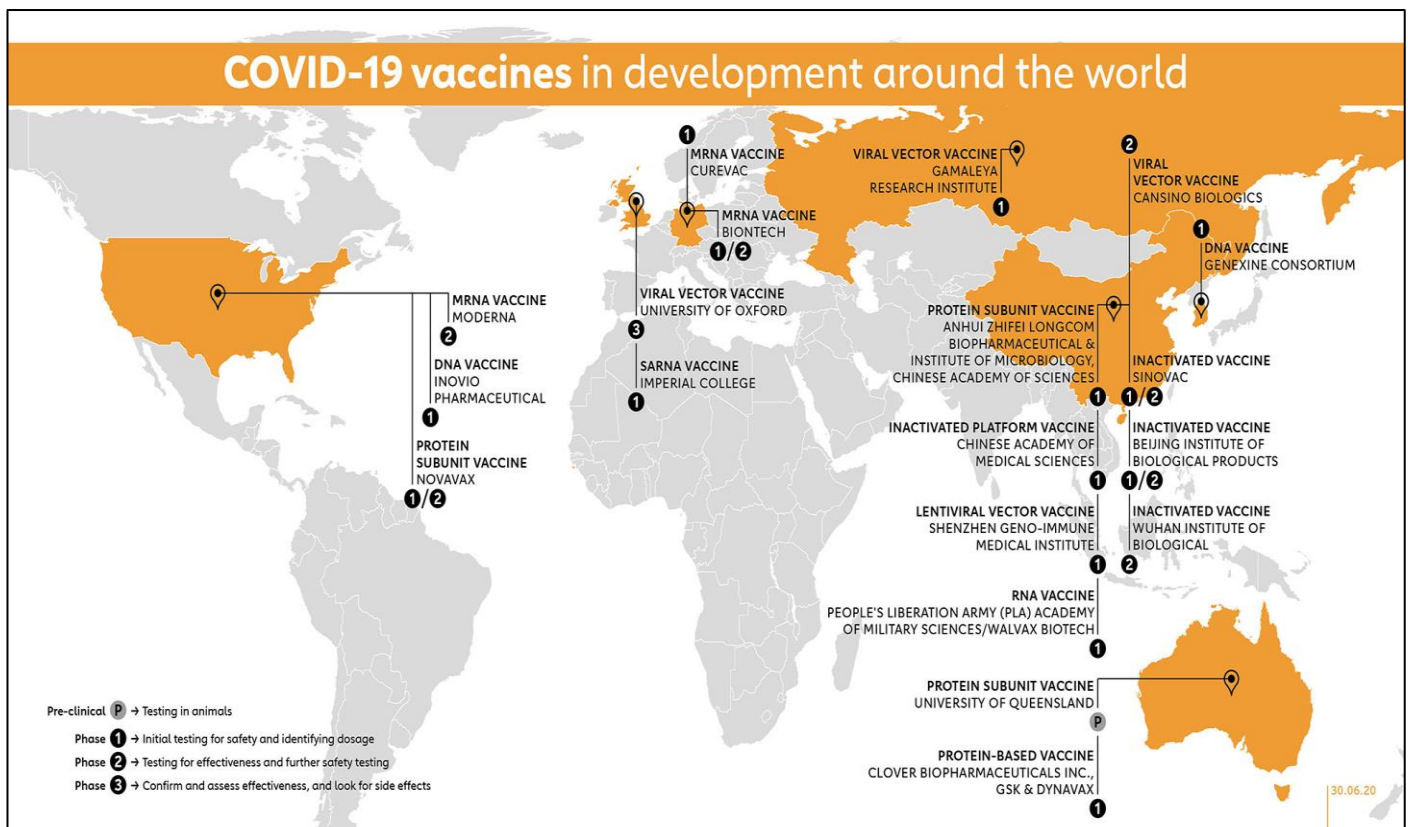 COVID-19 vaccines in development around the world
MRNA VACCINE
MODERNA
2
DNA VACCINE
INOVIO
PHARMACEUTICAL
1
PROTEIN
SUBUNIT VACCINE
NOVAVAX
1/2
1
MRNA VACCINE
CUREVAC
MRNA VACCINE
BIONTECH
1/2
VIRAL VECTOR VACCINE
UNIVERSITY OF OXFORD
3
SARNA VACCINE
IMPERIAL COLLEGE
1
VIRAL VECTOR VACCINE
GAMALEYA
RESEARCH INSTITUTE
1
2
VIRAL
VECTOR VACCINE
CANSINO BIOLOGICS
1
DNA VACCINE
GENEXINE CONSORTIUM
PROTEIN SUBUNIT VACCINE
ANHUI ZHIFEI LONGCOM
BIOPHARMACEUTICAL &
INSTITUTE OF MICROBIOLOGY,
CHINESE ACADEMY OF SCIENCES
1
INACTIVATED VACCINE
SINOVAC
1/2
INACTIVATED PLATFORM VACCINE
CHINESE ACADEMY OF
MEDICAL SCIENCES
1
INACTIVATED VACCINE
BEIJING INSTITUTE OF
BIOLOGICAL PRODUCTS
1/2
LENTIVIRAL VECTOR VACCINE
SHENZHEN GENO-IMMUNE
MEDICAL INSTITUTE
1
INACTIVATED VACCINE
WUHAN INSTITUTE OF
BIOLOGICAL
2
RNA VACCINE
PEOPLE'S LIBERATION ARMY (PLA) ACADEMY
OF MILITARY SCIENCES/WALVAX BIOTECH
1
PROTEIN SUBUNIT VACCINE
UNIVERSITY OF QUEENSLAND
P
PROTEIN-BASED VACCINE
CLOVER BIOPHARMACEUTICALS INC.,
GSK & DYNAVAX
1
Pre-clinical P → Testing in animals
Phase 1 → Initial testing for safety and identifying dosage
Phase 2 → Testing for effectiveness and further safety testing
Phase 3 → Confirm and assess effectiveness, and look for side effects
30.06.20